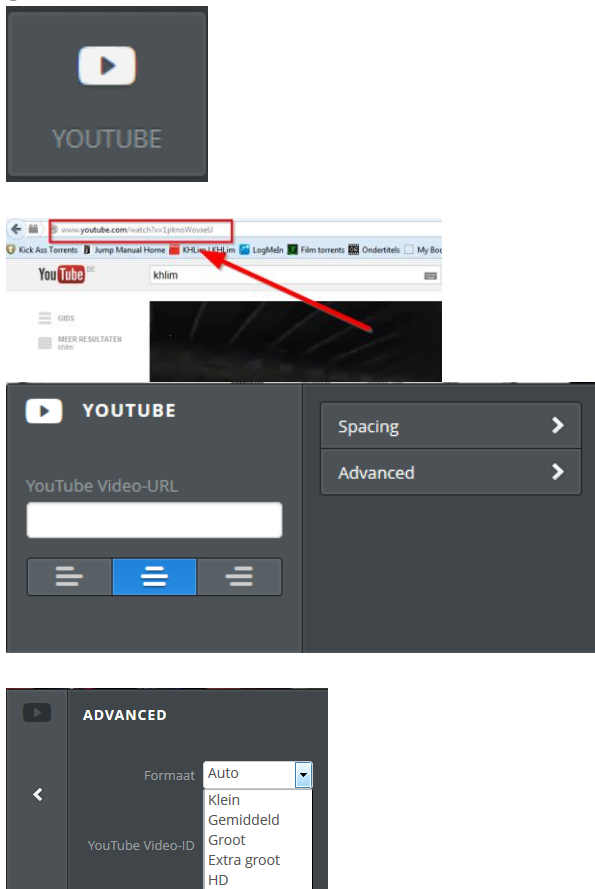 YOUTUBE
www.youtube.com/watch?v=1pknoWovxeU
Kick Ass Torrents Jump Manual Home KHLim LKHLim LogMeIn Film torrents Ondertitels My Boo
YouTube DE khlim
GIDS
MEER RESULTATEN
khlim
YOUTUBE
Spacing
Advanced
YouTube Video-URL
ADVANCED
Formaat Auto
Klein
Gemiddeld
YouTube Video-ID Groot
Extra groot
HD